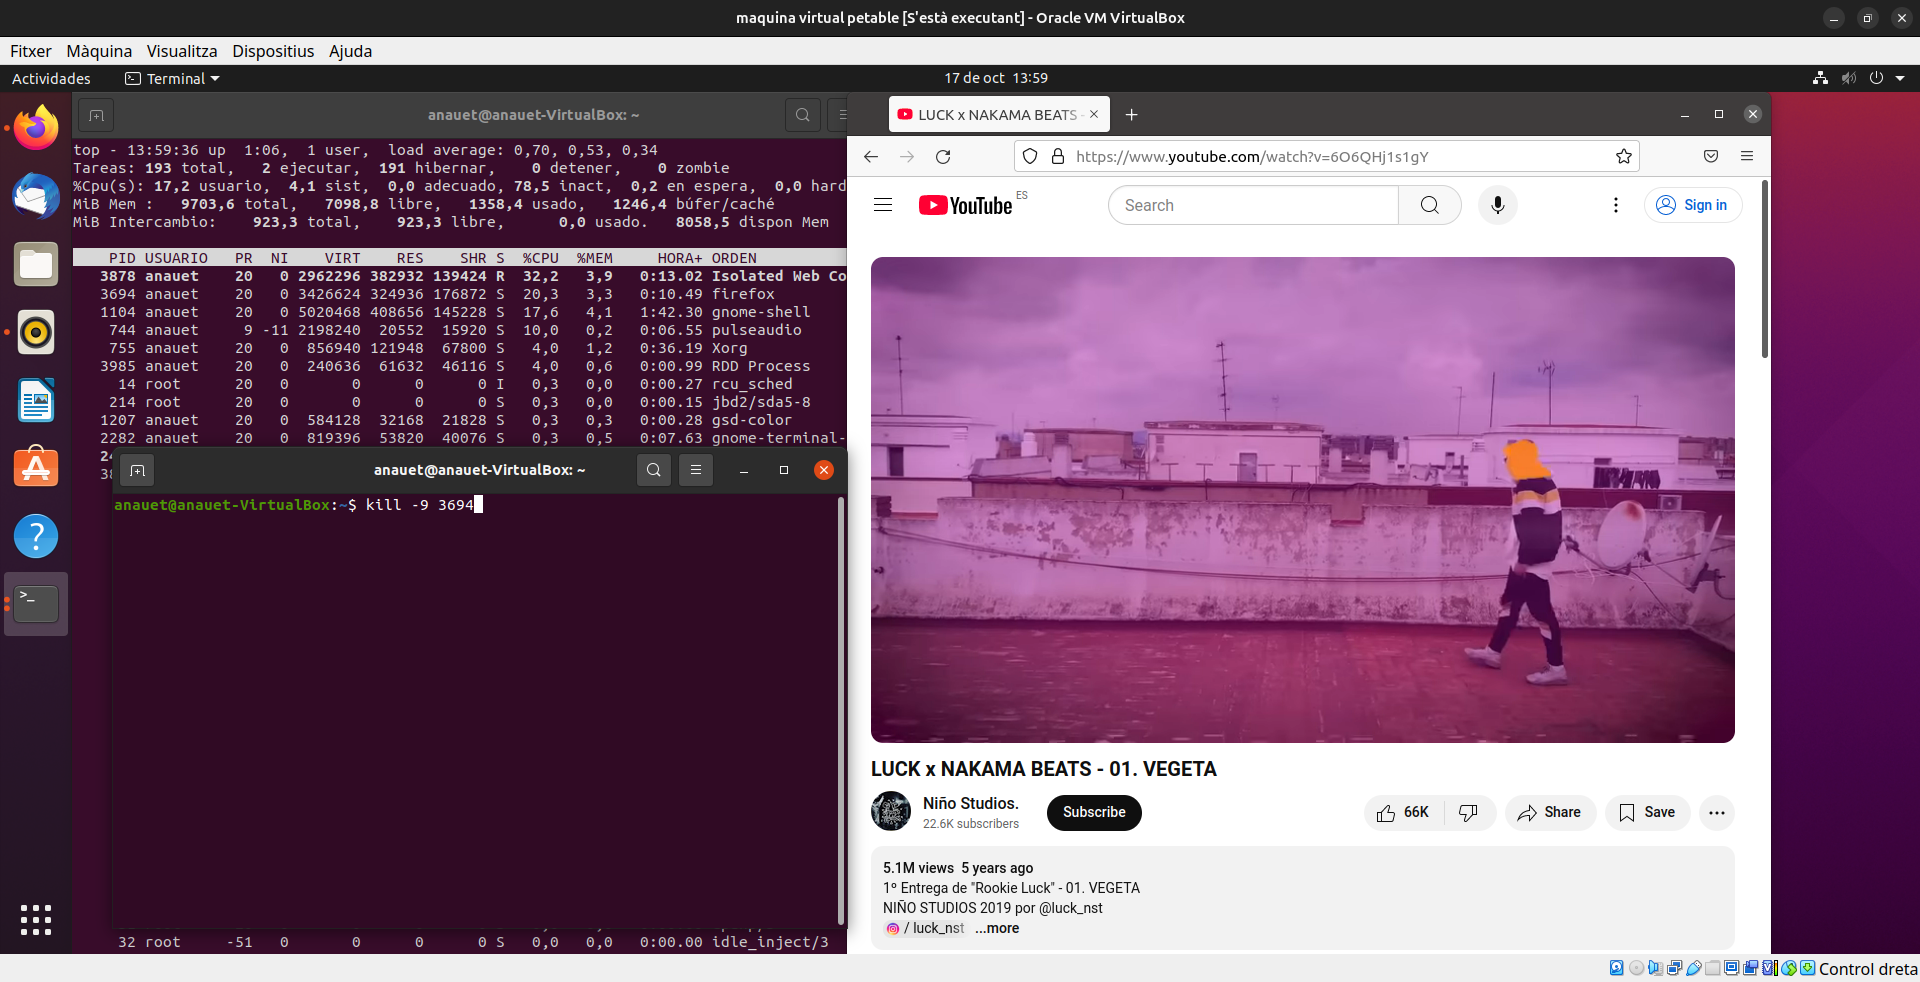 maquina virtual petable [S'està executant] - Oracle VM VirtualBox
Fitxer Màquina Visualitza Dispositius Ajuda
Actividades Terminal 17 de oct 13:59
anauet@anauet-VirtualBox: ~
top - 13:59:36 up 1:06, 1 user, load average: 0,70, 0,53, 0,34
Tareas: 193 total, 2 ejecutar, 191 hibernar, 0 detener, 0 zombie
%Cpu(s): 17,2 usuario, 4,1 sist, 0,0 adecuado, 78,5 inact, 0,2 en espera, 0,0 hard
MiB Mem : 9703,6 total, 7098,8 libre, 1358,4 usado, 1246,4 búfer/caché
MiB Intercambio: 923,3 total, 923,3 libre, 0,0 usado. 8058,5 dispon Mem
PID USUARIO PR NI VIRT RES SHR S %CPU %MEM HORA+ ORDEN
3878 anauet 20 0 2962296 382932 139424 R 32,2 3,9 0:13.02 Isolated Web Co
3694 anauet 20 0 3426624 324936 176872 S 20,3 3,3 0:10.49 firefox
1104 anauet 20 0 5020468 408656 145228 S 17,6 4,1 1:42.30 gnome-shell
744 anauet 9 -11 2198240 20552 15920 S 10,0 0,2 0:06.55 pulseaudio
755 anauet 20 0 856940 121948 67800 S 4,0 1,2 0:36.19 Xorg
3985 anauet 20 0 240636 61632 46116 S 4,0 0,6 0:00.99 RDD Process
14 root 20 0 0 0 0 I 0,3 0,0 0:00.27 rcu_sched
214 root 20 0 0 0 0 S 0,3 0,0 0:00.15 jbd2/sda5-8
1207 anauet 20 0 584128 32168 21828 S 0,3 0,3 0:00.28 gsd-color
2282 anauet 20 0 819396 53820 40076 S 0,3 0,5 0:07.63 gnome-terminal-
anauet@anauet-VirtualBox: ~
anauet@anauet-VirtualBox:~$ kill -9 3694
32 root -51 0 0 0 0 S 0,0 0,0 0:00.00 idle_inject/3
LUCK x NAKAMA BEATS -
https://www.youtube.com/watch?v=6O6QHj1s1gY
YouTube ES Search Sign in
LUCK x NAKAMA BEATS - 01. VEGETA
Niño Studios.
22.6K subscribers
Subscribe 66K Share Save
5.1M views 5 years ago
1º Entrega de "Rookie Luck" - 01. VEGETA
NIÑO STUDIOS 2019 por @luck_nst
/ luck_nst ...more
Control dreta